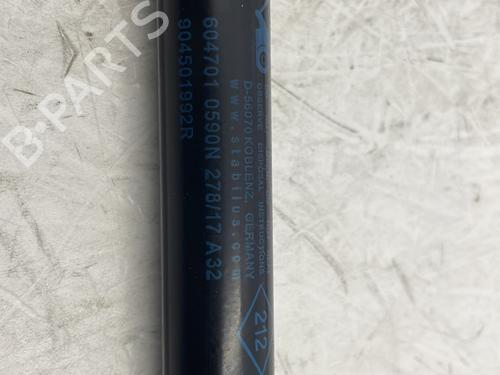 OBSERVE DISPOSAL INSTRUCTIONS
D-56070 KOBLENZ, GERMANY
www.stabilus.com
604701 0590N 278/17 A32
904501992R
212
B-PARTS